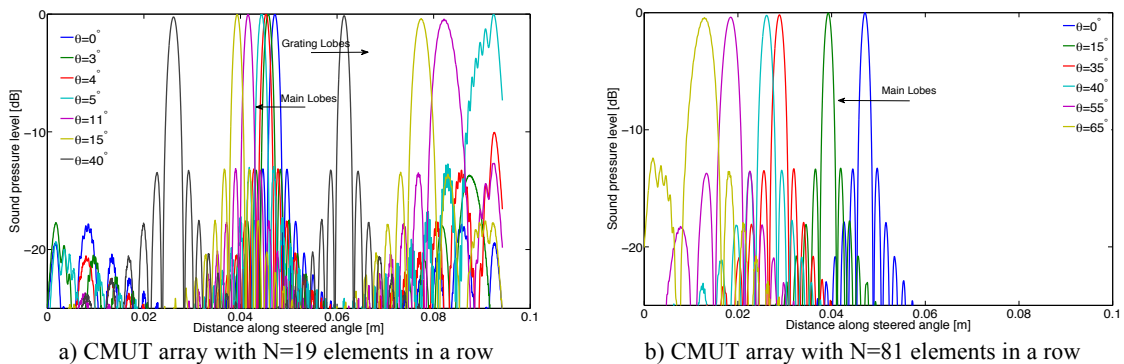 0
−10
−20
Sound pressure level [dB]
θ=0°
θ=3°
θ=4°
θ=5°
θ=11°
θ=15°
θ=40°
Grating Lobes
Main Lobes
0
0.02
0.04
0.06
0.08
0.1
Distance along steered angle [m]
a) CMUT array with N=19 elements in a row
0
−10
−20
Sound pressure level [dB]
θ=0°
θ=15°
θ=35°
θ=40°
θ=55°
θ=65°
Main Lobes
0
0.02
0.04
0.06
0.08
0.1
Distance along steered angle [m]
b) CMUT array with N=81 elements in a row